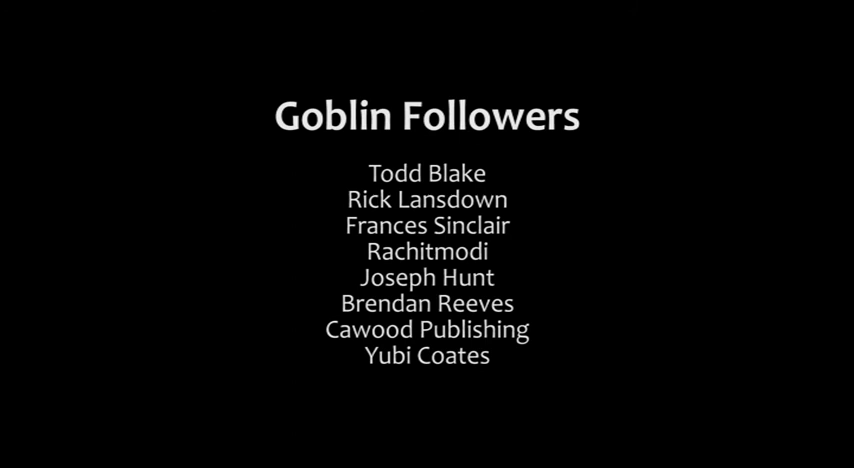 Goblin Followers
Todd Blake
Rick Lansdown
Frances Sinclair
Rachitmodi
Joseph Hunt
Brendan Reeves
Cawood Publishing
Yubi Coates